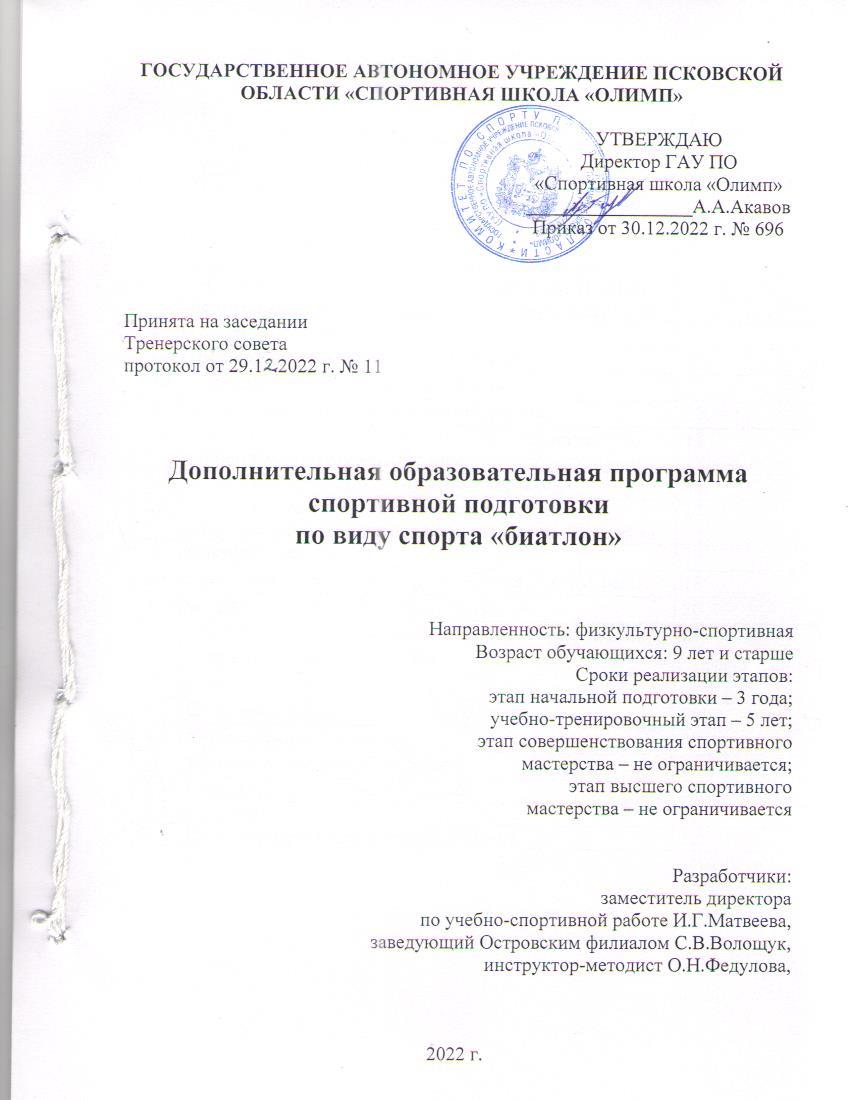 ГОСУДАРСТВЕННОЕ АВТОНОМНОЕ УЧРЕЖДЕНИЕ ПСКОВСКОЙ
ОБЛАСТИ «СПОРТИВНАЯ ШКОЛА «ОЛИМП»
УТВЕРЖДАЮ
Директор ГАУ ПО
«Спортивная школа «Олимп»
_________________А.А.Акавов
Приказ от 30.12.2022 г. № 696
Принята на заседании
Тренерского совета
протокол от 29.12.2022 г. № 11
Дополнительная образовательная программа
спортивной подготовки
по виду спорта «биатлон»
Направленность: физкультурно-спортивная
Возраст обучающихся: 9 лет и старше
Сроки реализации этапов:
этап начальной подготовки – 3 года;
учебно-тренировочный этап – 5 лет;
этап совершенствования спортивного
мастерства – не ограничивается;
этап высшего спортивного
мастерства – не ограничивается
Разработчики:
заместитель директора
по учебно-спортивной работе И.Г.Матвеева,
заведующий Островским филиалом С.В.Волощук,
инструктор-методист О.Н.Федулова,
2022 г.